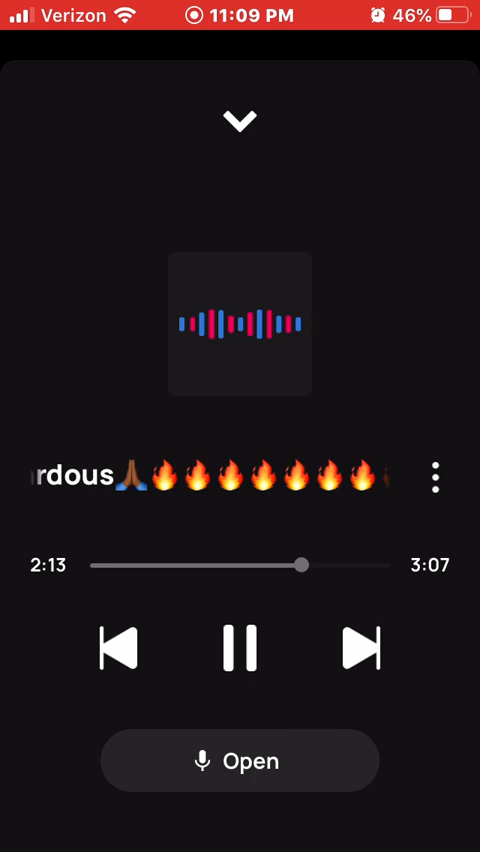 Verizon 11:09 PM 46%
rdous🙏🏾🔥🔥🔥🔥🔥🔥🔥
2:13 3:07
Open